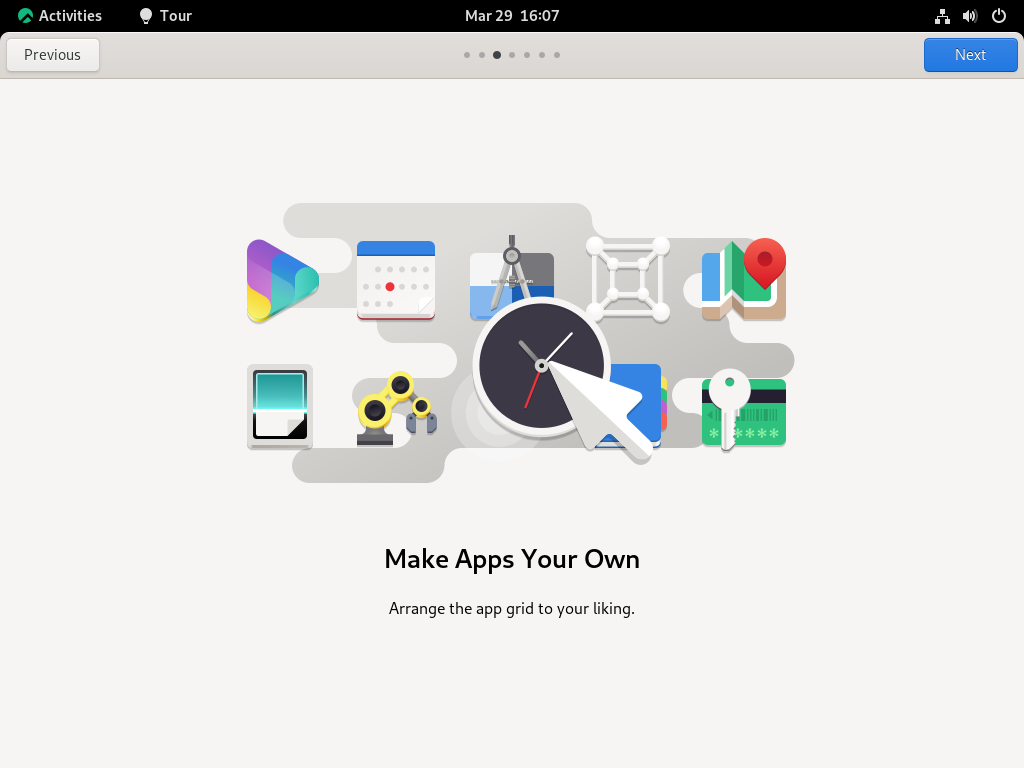 Activities
Tour
Mar 29 16:07
Previous
Next
Make Apps Your Own
Arrange the app grid to your liking.